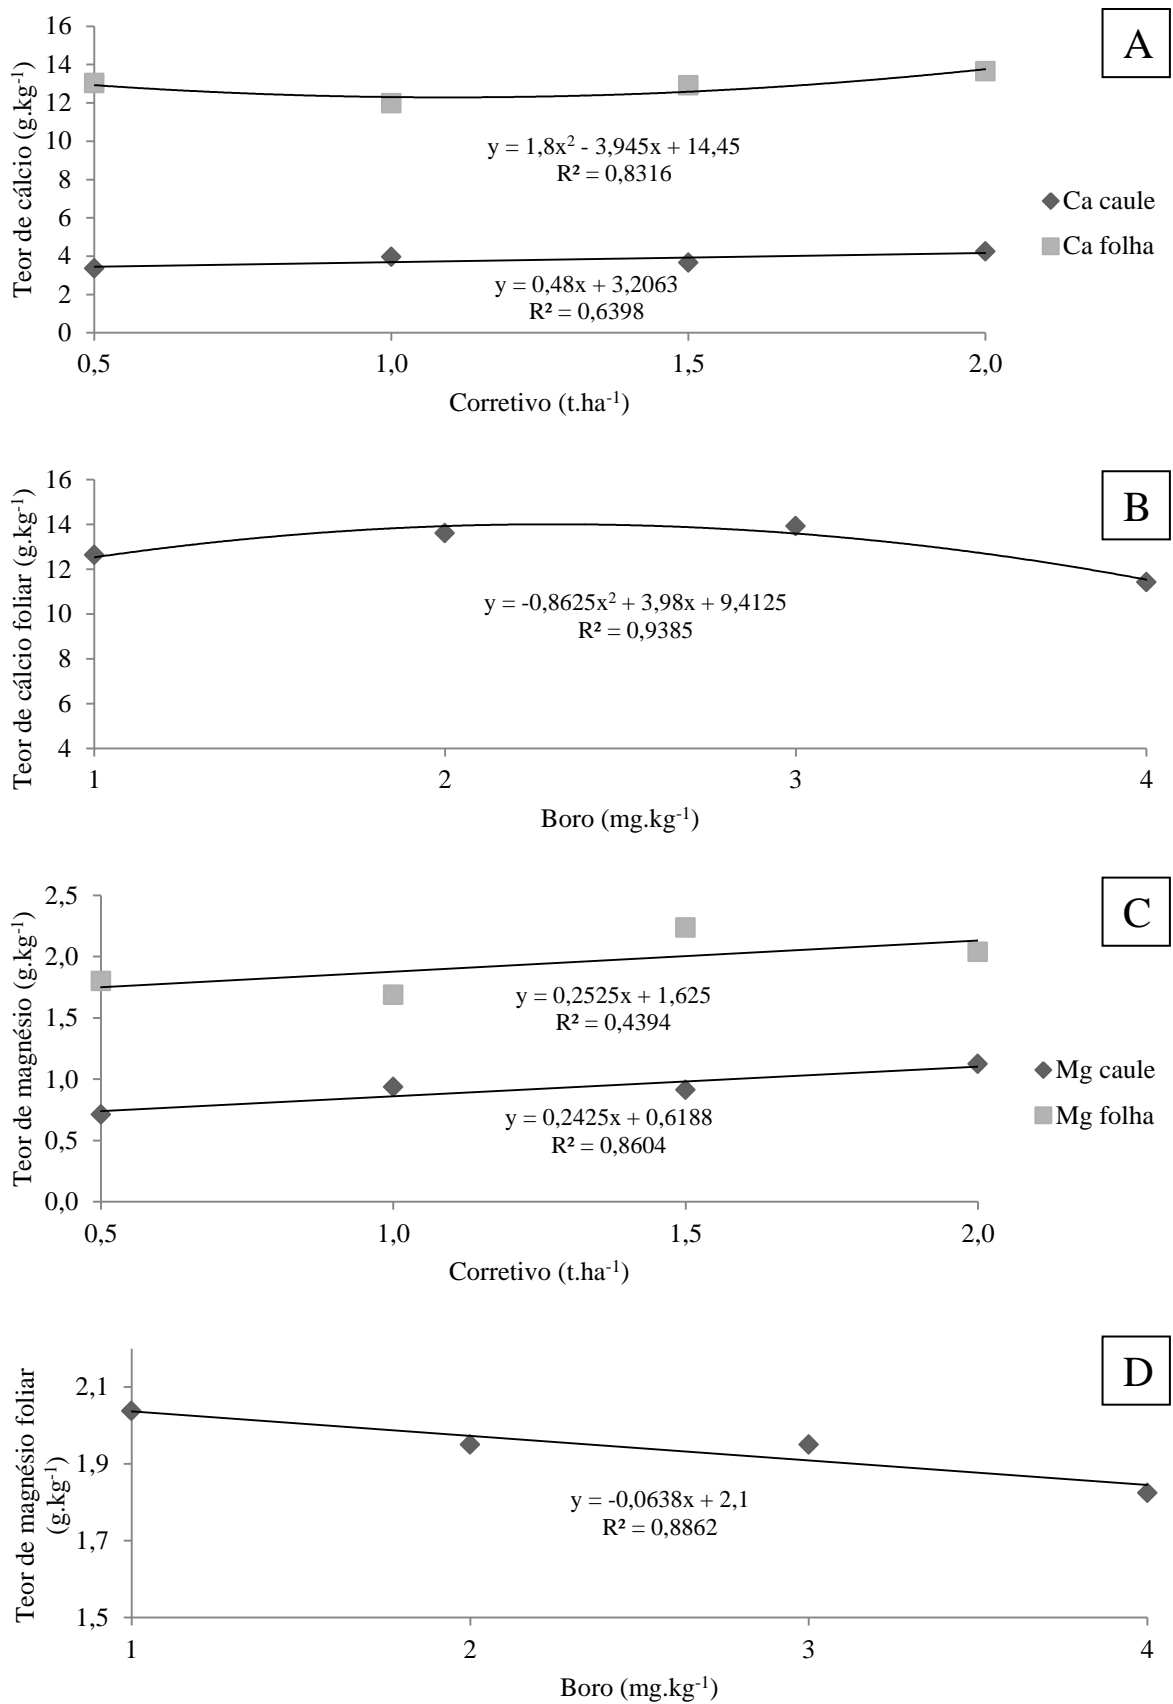 A
Teor de cálcio (g.kg⁻¹)
16
14
12
10
8
6
4
2
0
y = 1,8x² - 3,945x + 14,45
R² = 0,8316
y = 0,48x + 3,2063
R² = 0,6398
Ca caule
Ca folha
0,5 1,0 1,5 2,0
Corretivo (t.ha⁻¹)
B
Teor de cálcio foliar (g.kg⁻¹)
16
14
12
10
8
6
4
y = -0,8625x² + 3,98x + 9,4125
R² = 0,9385
1 2 3 4
Boro (mg.kg⁻¹)
C
Teor de magnésio (g.kg⁻¹)
2,5
2,0
1,5
1,0
0,5
0,0
y = 0,2525x + 1,625
R² = 0,4394
y = 0,2425x + 0,6188
R² = 0,8604
Mg caule
Mg folha
0,5 1,0 1,5 2,0
Corretivo (t.ha⁻¹)
D
Teor de magnésio foliar
(g.kg⁻¹)
2,1
1,9
1,7
1,5
y = -0,0638x + 2,1
R² = 0,8862
1 2 3 4
Boro (mg.kg⁻¹)